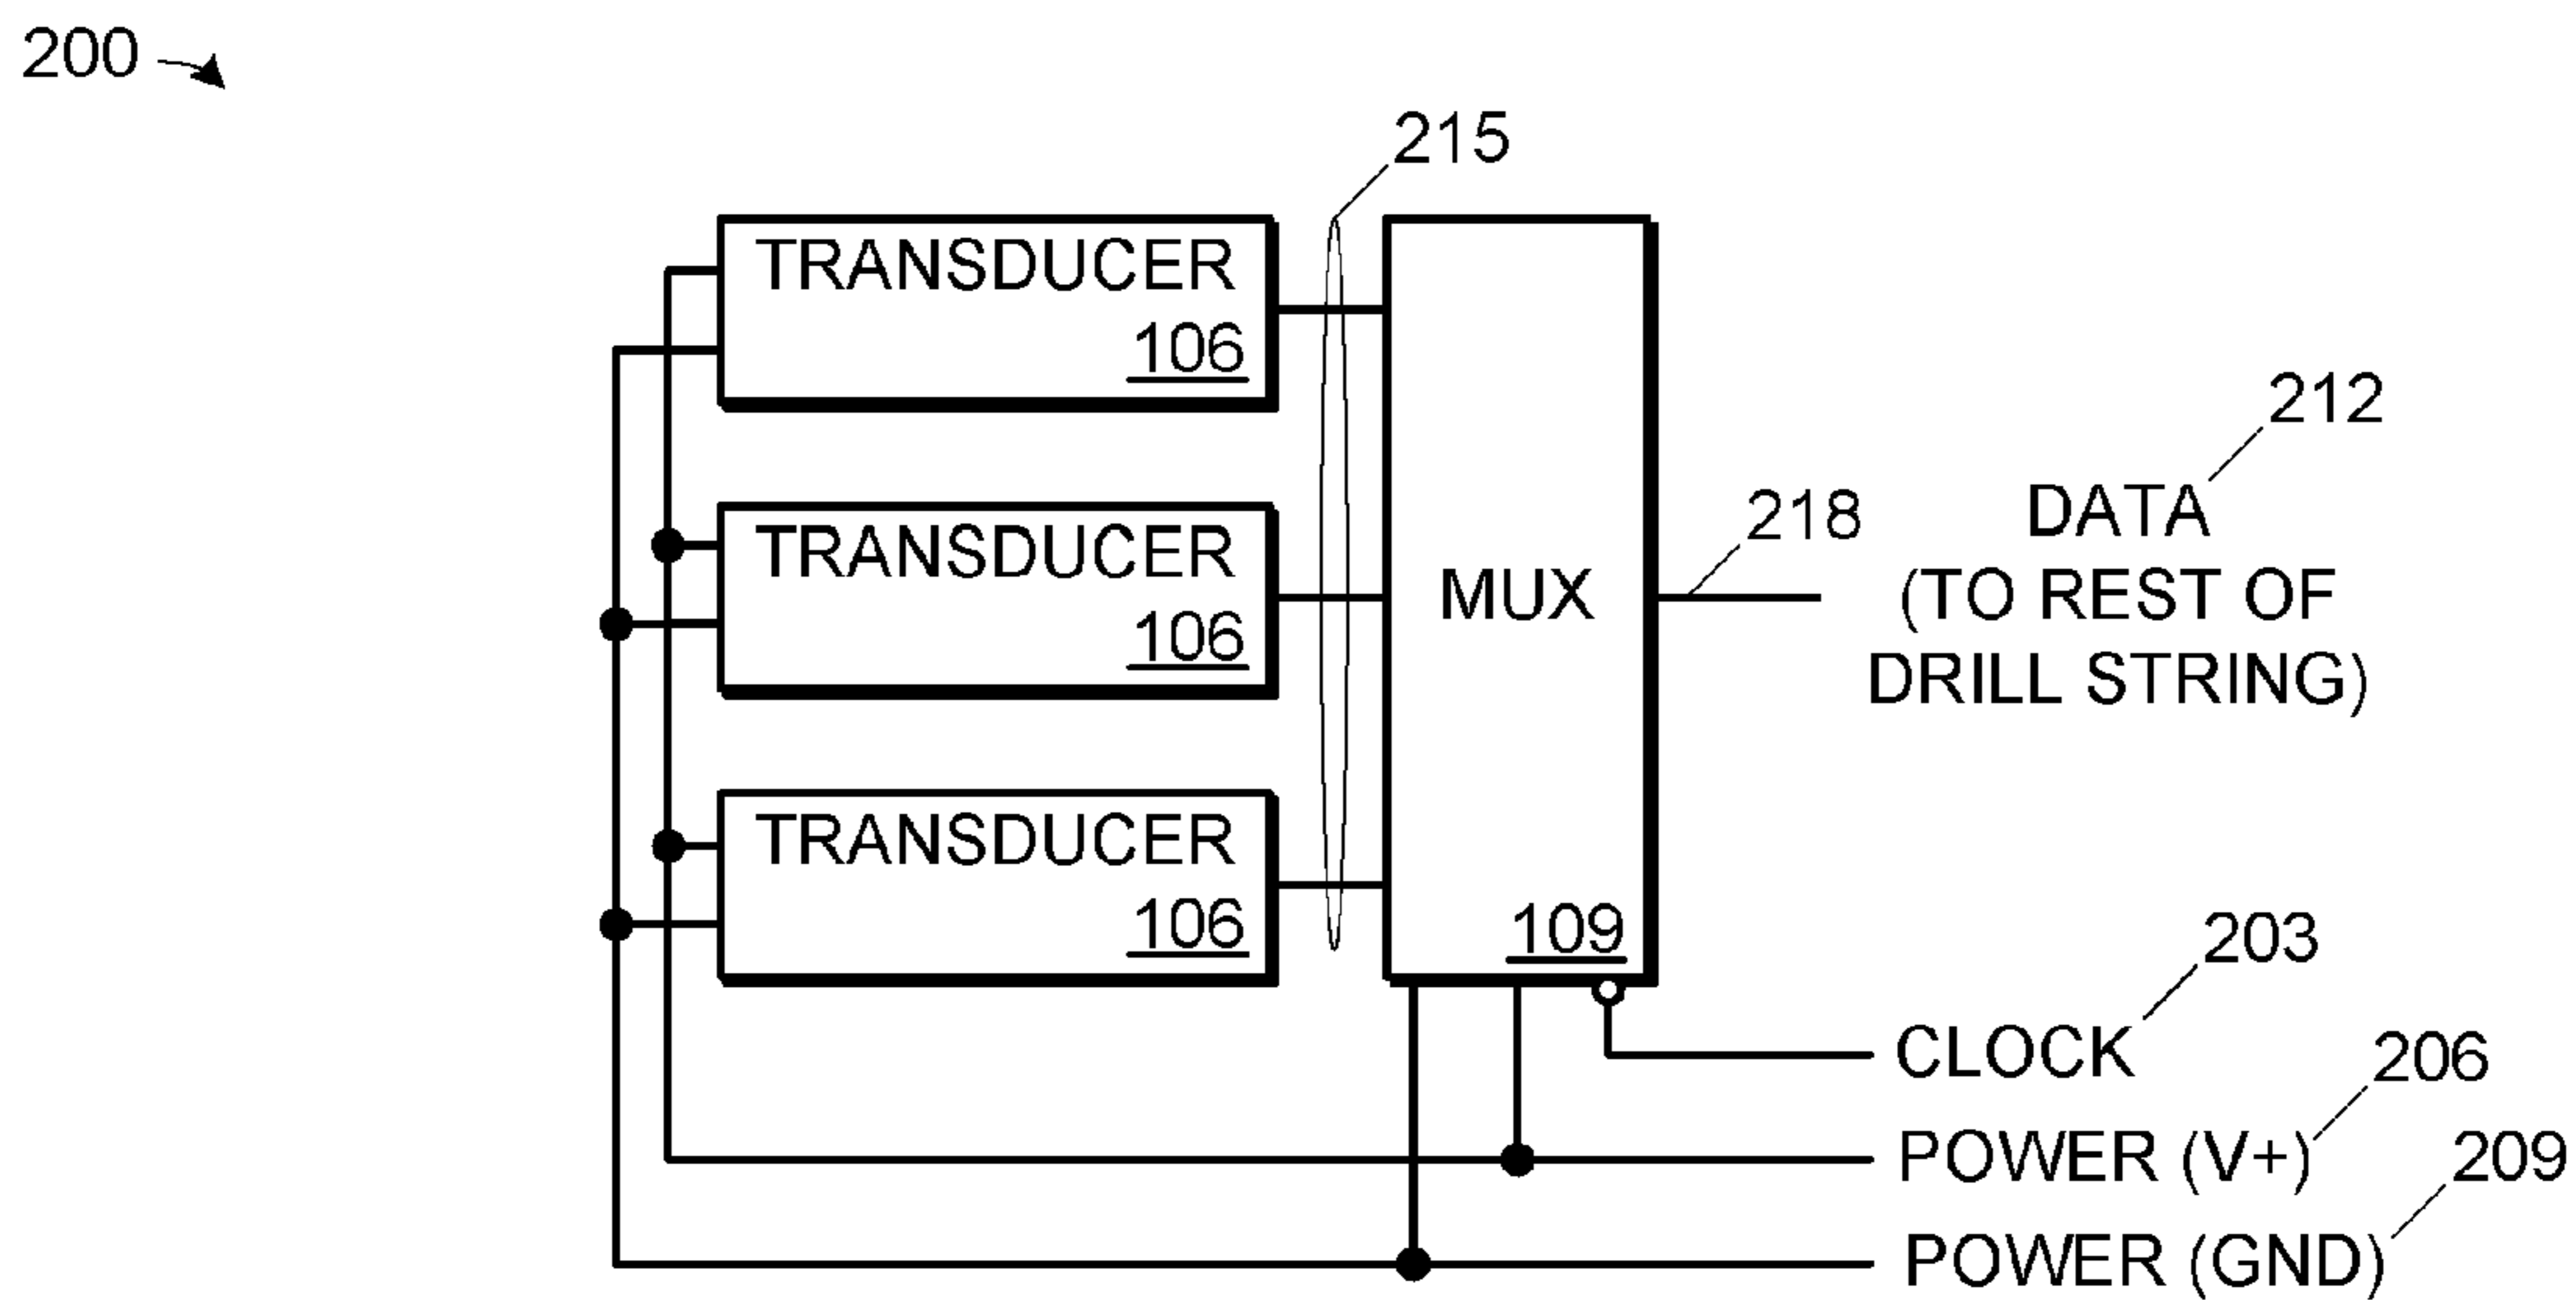 200
215
TRANSDUCER
106
212
TRANSDUCER
106
MUX
218
DATA
(TO REST OF
DRILL STRING)
TRANSDUCER
106
109
203
CLOCK
206
POWER (V+)
209
POWER (GND)